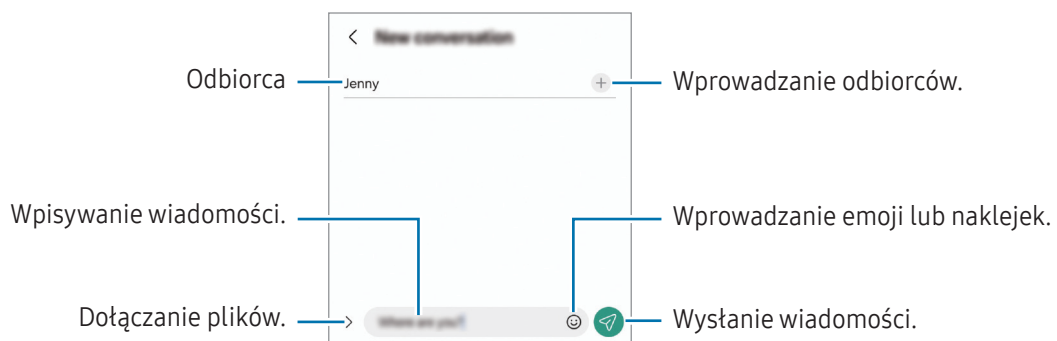 New conversation
Odbiorca
Jenny
Wprowadzanie odbiorców.
Wpisywanie wiadomości.
Wprowadzanie emoji lub naklejek.
Dołączanie plików.
Where are you?
Wysłanie wiadomości.